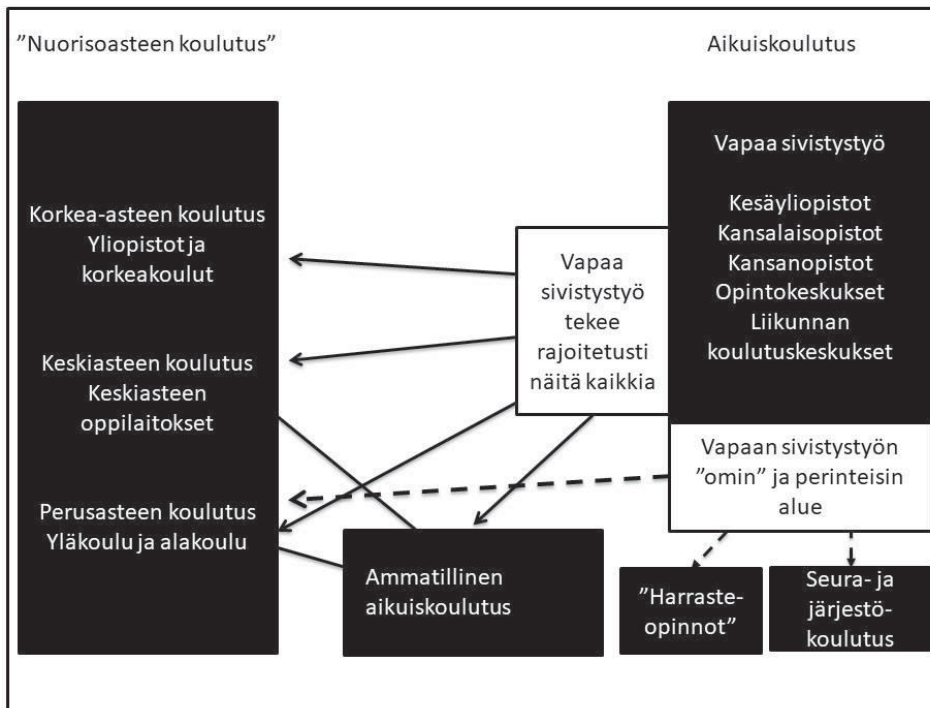 ”Nuorisoasteen koulutus”
Aikuiskoulutus
Korkea-asteen koulutus
Yliopistot ja
korkeakoulut
Keskiasteen koulutus
Keskiasteen
oppilaitokset
Perusasteen koulutus
Yläkoulu ja alakoulu
Vapaa
sivistystyö
tekee
rajoitetusti
näitä kaikkia
Vapaa sivistystyö
Kesäyliopistot
Kansalaisopistot
Kansanopistot
Opintokeskukset
Liikunnan
koulutuskeskukset
Vapaan sivistystyön
”omin” ja perinteisin
alue
Ammatillinen
aikuiskoulutus
”Harraste-
opinnot”
Seura- ja
järjestö-
koulutus